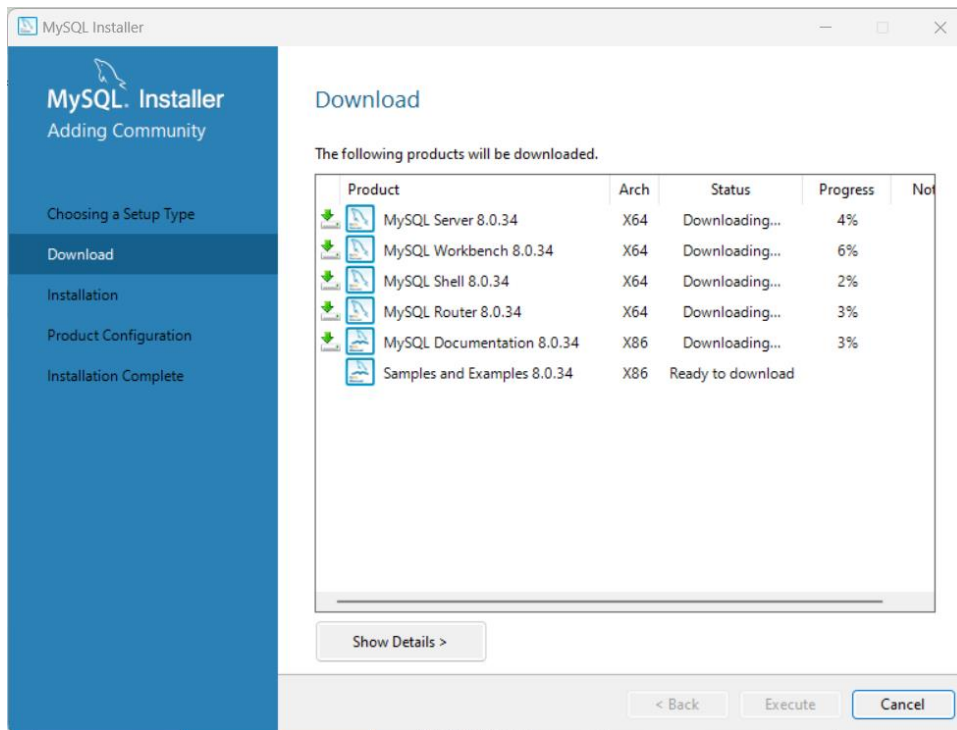 MySQL Installer
MySQL. Installer
Adding Community
Choosing a Setup Type
Download
Installation
Product Configuration
Installation Complete
Download
The following products will be downloaded.
Product Arch Status Progress Not
MySQL Server 8.0.34 X64 Downloading... 4%
MySQL Workbench 8.0.34 X64 Downloading... 6%
MySQL Shell 8.0.34 X64 Downloading... 2%
MySQL Router 8.0.34 X64 Downloading... 3%
MySQL Documentation 8.0.34 X86 Downloading... 3%
Samples and Examples 8.0.34 X86 Ready to download
Show Details >
< Back Execute Cancel